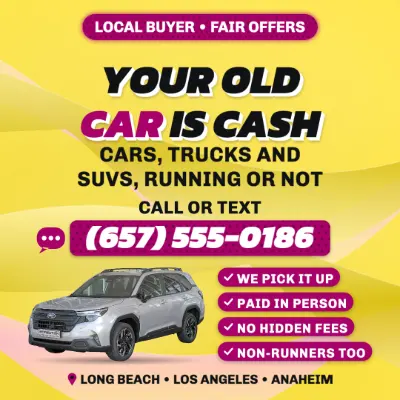 LOCAL BUYER • FAIR OFFERS
YOUR OLD
CAR IS CASH
CARS, TRUCKS AND
SUVS, RUNNING OR NOT
CALL OR TEXT
(657) 555-0186
WE PICK IT UP
PAID IN PERSON
NO HIDDEN FEES
NON-RUNNERS TOO
LONG BEACH • LOS ANGELES • ANAHEIM